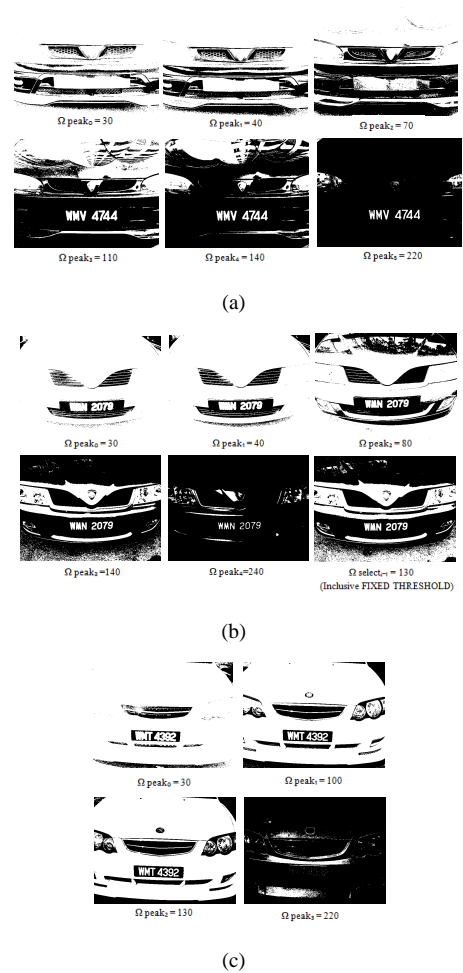 Ω peak₀ = 30
Ω peak₁ = 40
Ω peak₂ = 70
WMV 4744
WMV 4744
WMV 4744
Ω peak₃ = 110
Ω peak₄ = 140
Ω peak₅ = 220
(a)
WMN 2079
WMN 2079
WMN 2079
Ω peak₀ = 30
Ω peak₁ = 40
Ω peak₂ = 80
WMN 2079
WMN 2079
WMN 2079
Ω peak₃ =140
Ω peak₄=240
Ω selectᵢ₋₁ = 130
(Inclusive FIXED THRESHOLD)
(b)
WMT 4392
WMT 4392
Ω peak₀ = 30
Ω peak₁ = 100
WMT 4392
Ω peak₂ = 130
Ω peak₃ = 220
(c)